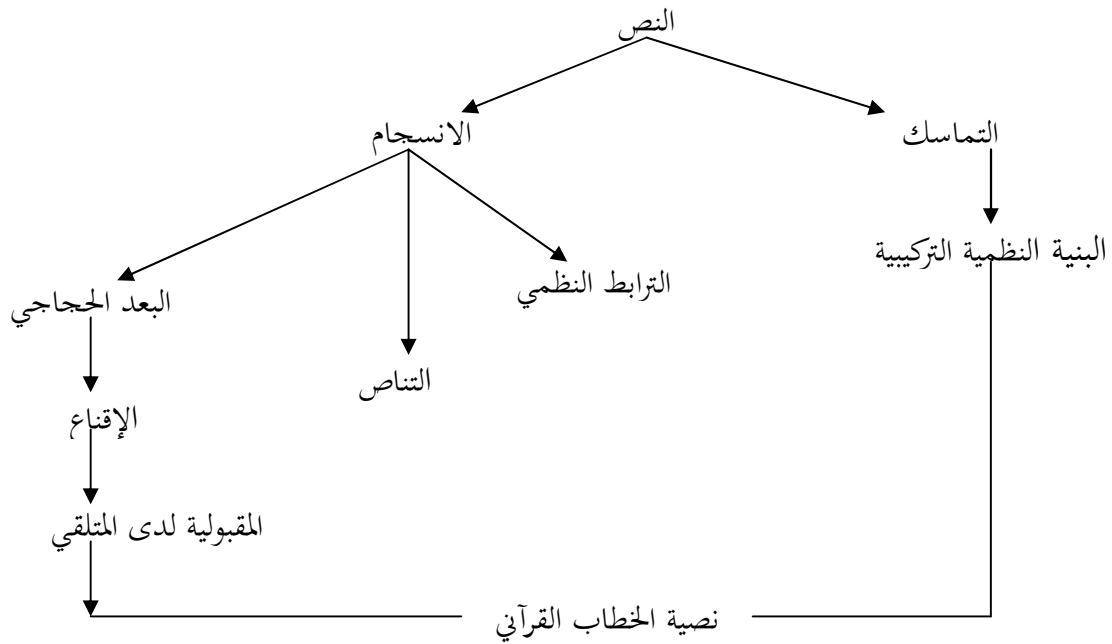 النص
التماسك
الانسجام
البنية النظمية التركيبية
الترابط النظمي
البعد الحجاجي
التناص
الإقناع
المقبولية لدى المتلقي
نصية الخطاب القرآني